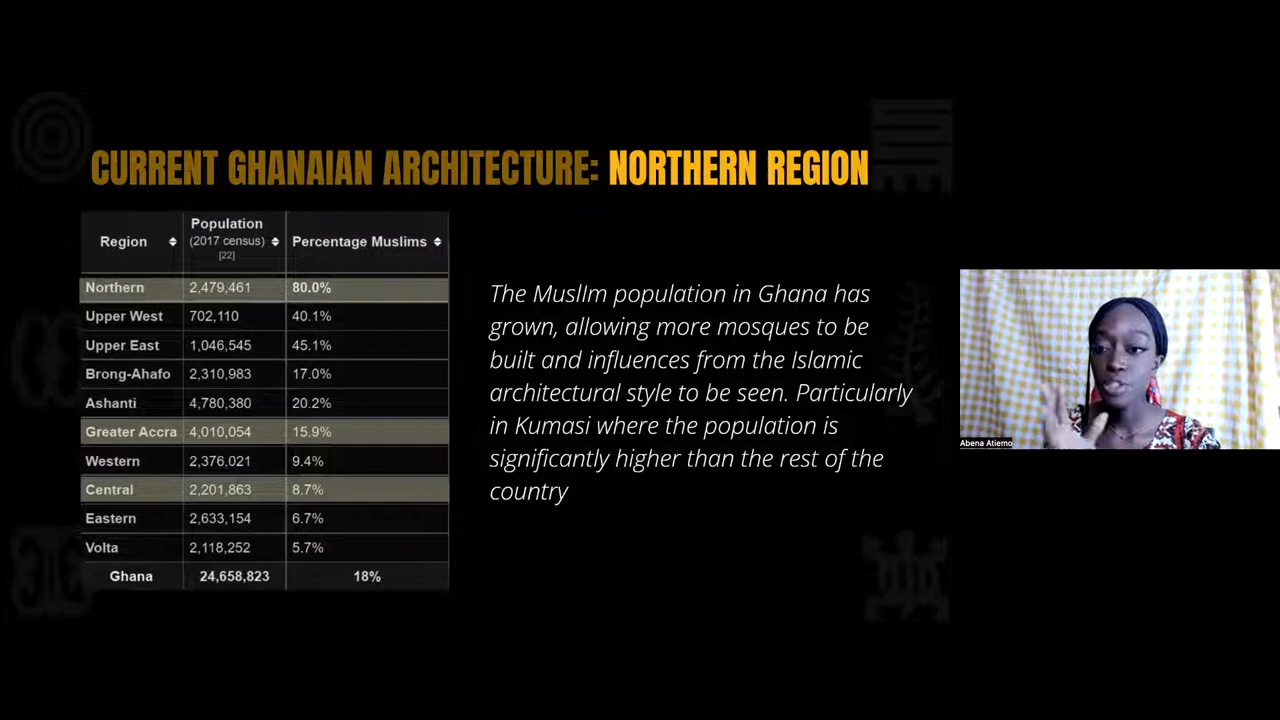 CURRENT GHANAIAN ARCHITECTURE: NORTHERN REGION
Region Population (2017 census) [22] Percentage Muslims
Northern 2,479,461 80.0%
Upper West 702,110 40.1%
Upper East 1,046,545 45.1%
Brong-Ahafo 2,310,983 17.0%
Ashanti 4,780,380 20.2%
Greater Accra 4,010,054 15.9%
Western 2,376,021 9.4%
Central 2,201,863 8.7%
Eastern 2,633,154 6.7%
Volta 2,118,252 5.7%
Ghana 24,658,823 18%
The MuslIm population in Ghana has
grown, allowing more mosques to be
built and influences from the Islamic
architectural style to be seen. Particularly
in Kumasi where the population is
significantly higher than the rest of the
country
Abena Atiemo